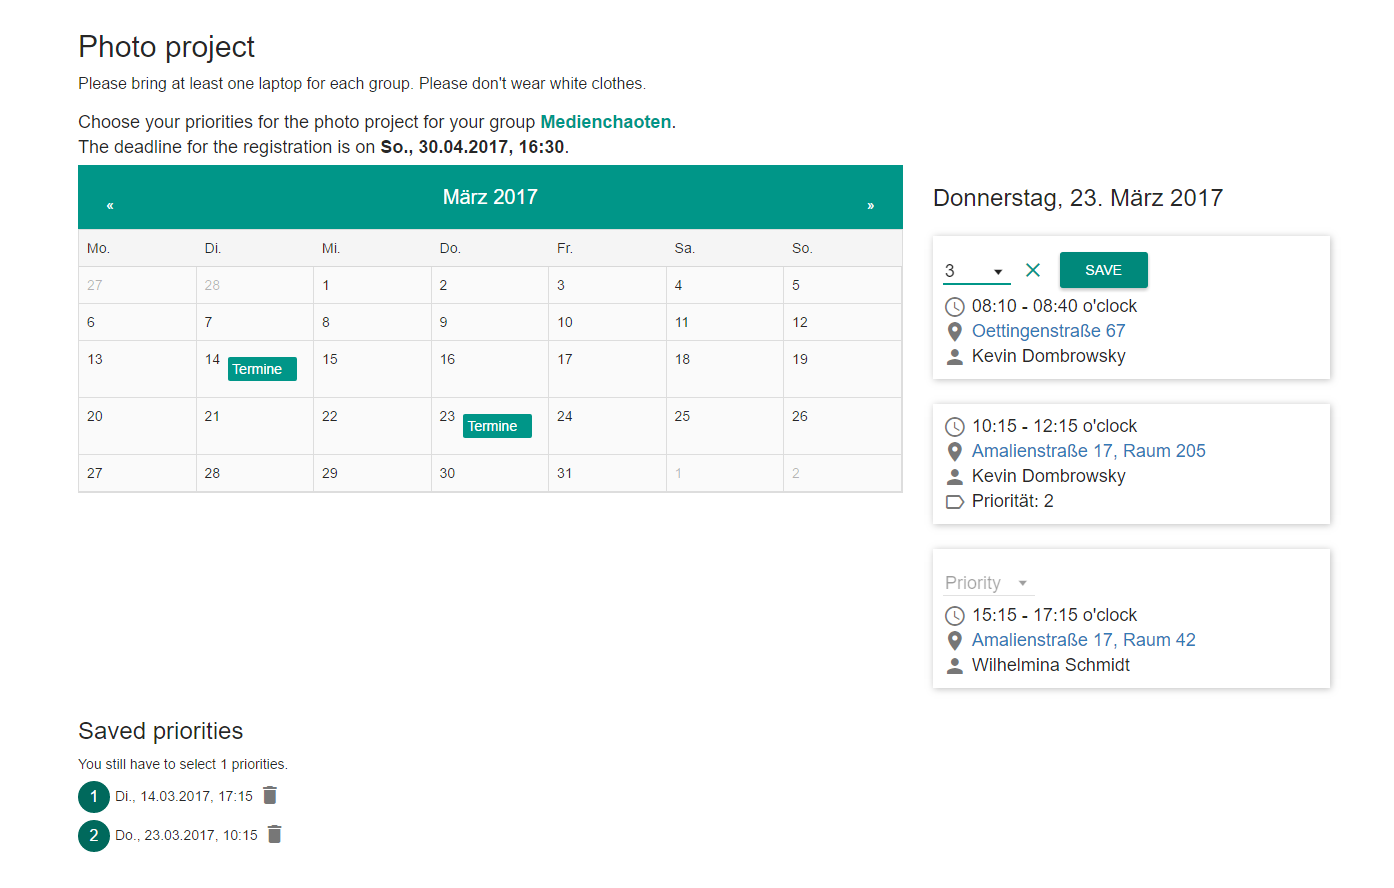 Photo project
Please bring at least one laptop for each group. Please don't wear white clothes.
Choose your priorities for the photo project for your group Medienchaoten.
The deadline for the registration is on So., 30.04.2017, 16:30.
« März 2017 »
Mo. Di. Mi. Do. Fr. Sa. So.
27 28 1 2 3 4 5
6 7 8 9 10 11 12
13 14 Termine 15 16 17 18 19
20 21 22 23 Termine 24 25 26
27 28 29 30 31 1 2
Donnerstag, 23. März 2017
3 SAVE
08:10 - 08:40 o'clock
Oettingenstraße 67
Kevin Dombrowsky
10:15 - 12:15 o'clock
Amalienstraße 17, Raum 205
Kevin Dombrowsky
Priorität: 2
Priority
15:15 - 17:15 o'clock
Amalienstraße 17, Raum 42
Wilhelmina Schmidt
Saved priorities
You still have to select 1 priorities.
1 Di., 14.03.2017, 17:15
2 Do., 23.03.2017, 10:15